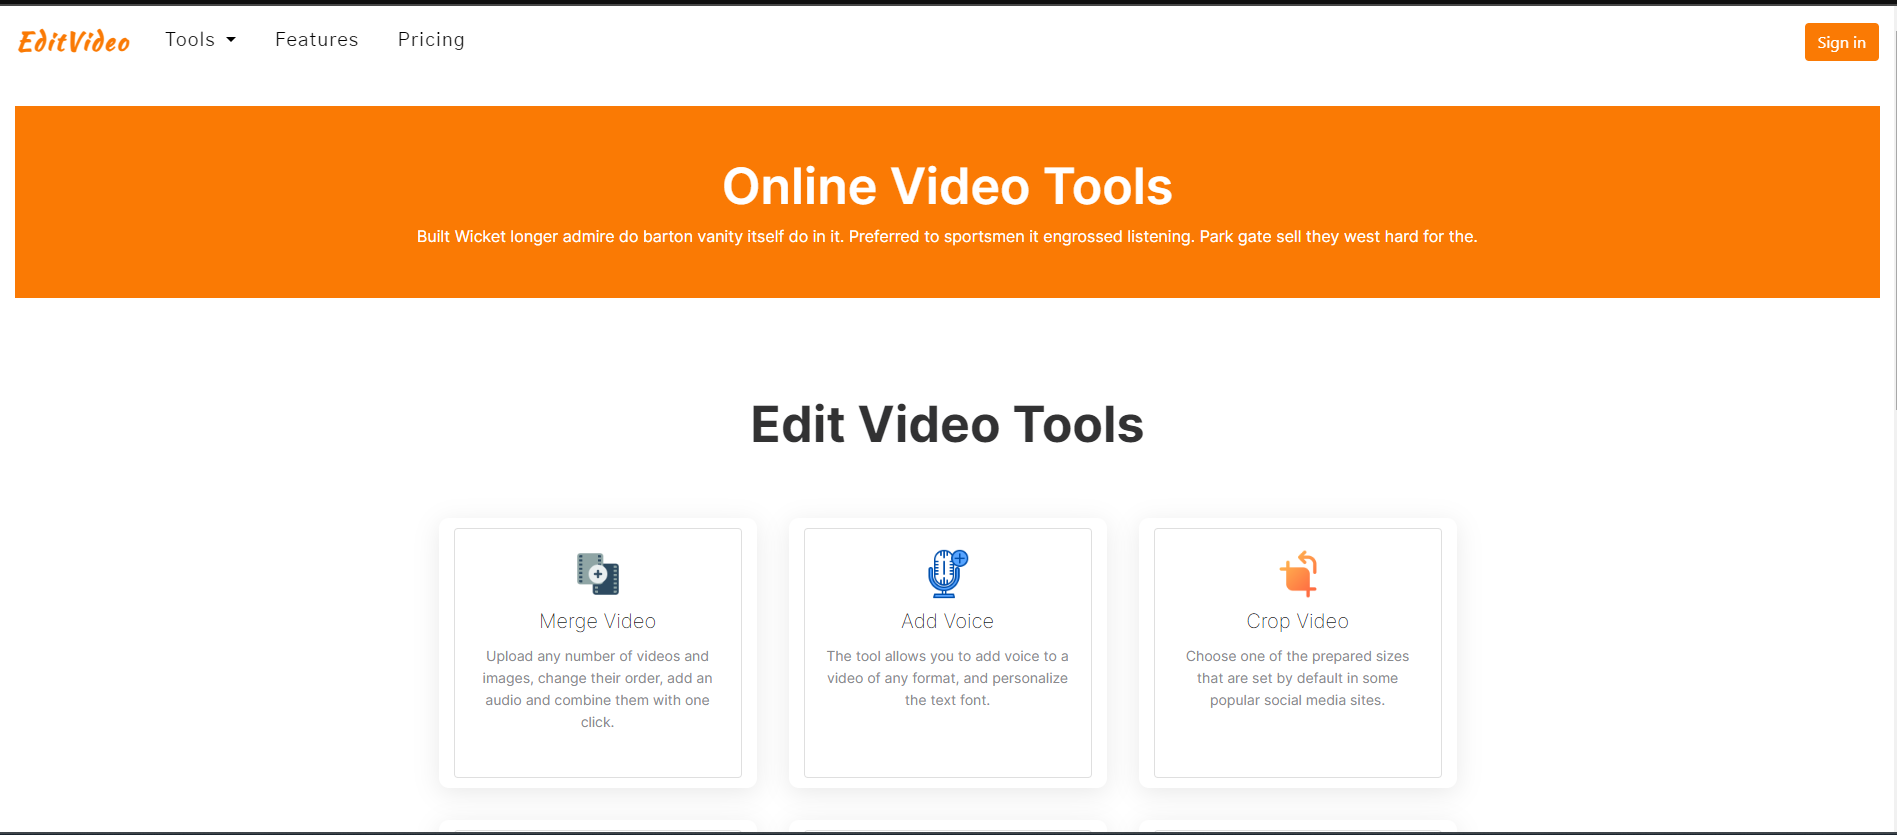 EditVideo
Tools
Features
Pricing
Sign in
Online Video Tools
Built Wicket longer admire do barton vanity itself do in it. Preferred to sportsmen it engrossed listening. Park gate sell they west hard for the.
Edit Video Tools
Merge Video
Upload any number of videos and
images, change their order, add an
audio and combine them with one
click.
Add Voice
The tool allows you to add voice to a
video of any format, and personalize
the text font.
Crop Video
Choose one of the prepared sizes
that are set by default in some
popular social media sites.